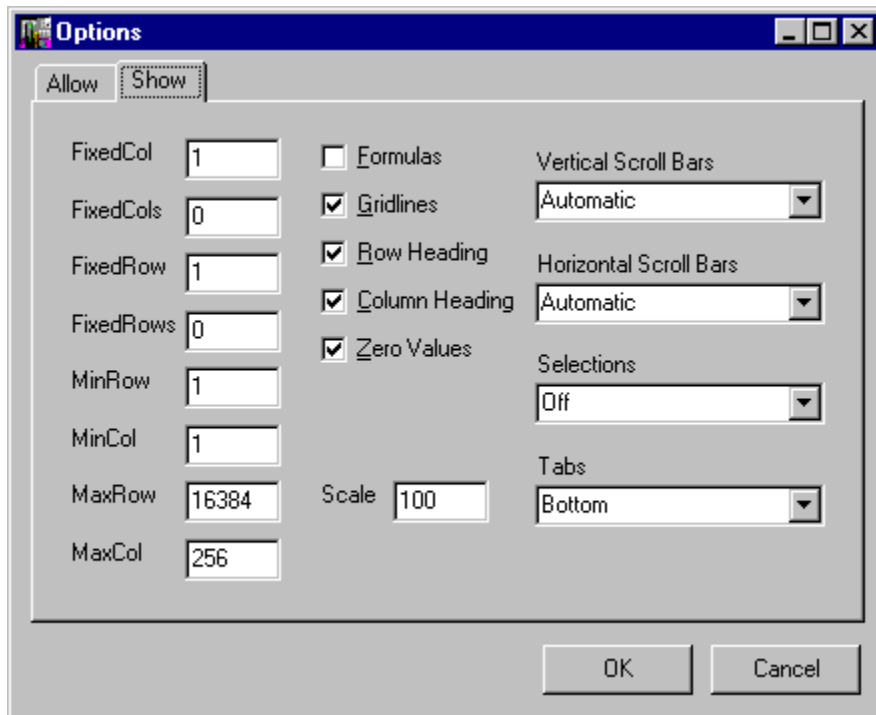 Options
Allow Show
FixedCol 1
FixedCols 0
FixedRow 1
FixedRows 0
MinRow 1
MinCol 1
MaxRow 16384
MaxCol 256
Formulas
Gridlines
Row Heading
Column Heading
Zero Values
Scale 100
Vertical Scroll Bars
Automatic
Horizontal Scroll Bars
Automatic
Selections
Off
Tabs
Bottom
OK Cancel